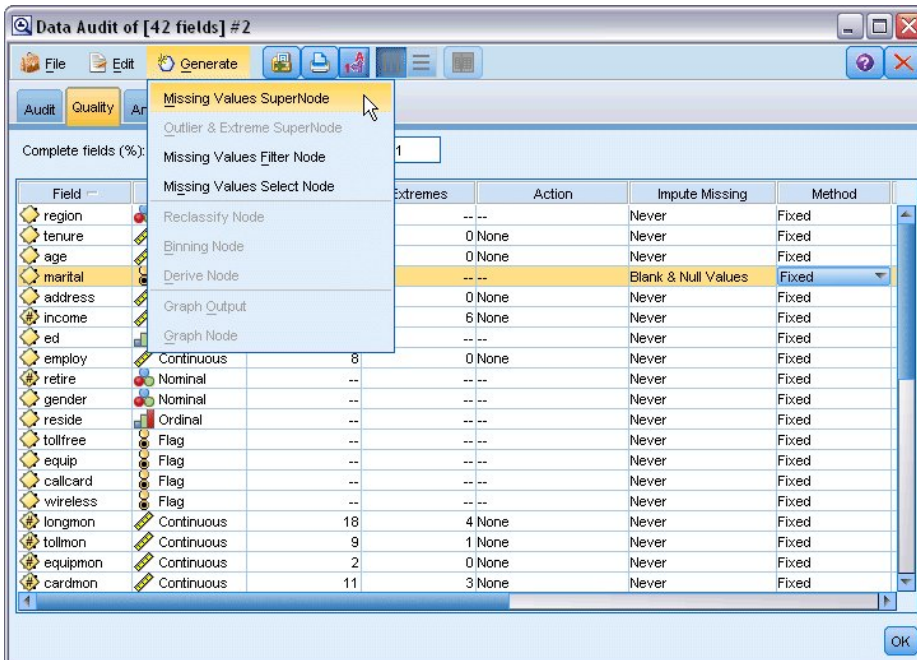 Data Audit of [42 fields] #2
File Edit Generate
Audit Quality An
Missing Values SuperNode
Outlier & Extreme SuperNode
Missing Values Filter Node
Missing Values Select Node
Reclassify Node
Binning Node
Derive Node
Graph Output
Graph Node
Complete fields (%): 1
Field Extremes Action Impute Missing Method
region -- -- Never Fixed
tenure 0 None Never Fixed
age 0 None Never Fixed
marital -- -- Blank & Null Values Fixed
address 0 None Never Fixed
income 6 None Never Fixed
ed -- -- Never Fixed
employ Continuous 8 0 None Never Fixed
retire Nominal -- -- -- Never Fixed
gender Nominal -- -- -- Never Fixed
reside Ordinal -- -- -- Never Fixed
tollfree Flag -- -- -- Never Fixed
equip Flag -- -- -- Never Fixed
callcard Flag -- -- -- Never Fixed
wireless Flag -- -- -- Never Fixed
longmon Continuous 18 4 None Never Fixed
tollmon Continuous 9 1 None Never Fixed
equipmon Continuous 2 0 None Never Fixed
cardmon Continuous 11 3 None Never Fixed
OK